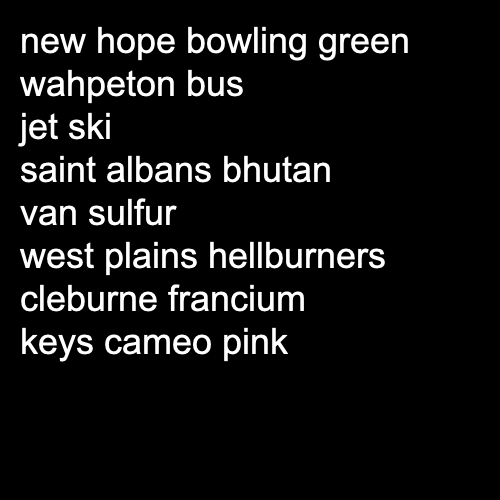 new hope bowling green
wahpeton bus
jet ski
saint albans bhutan
van sulfur
west plains hellburners
cleburne francium
keys cameo pink